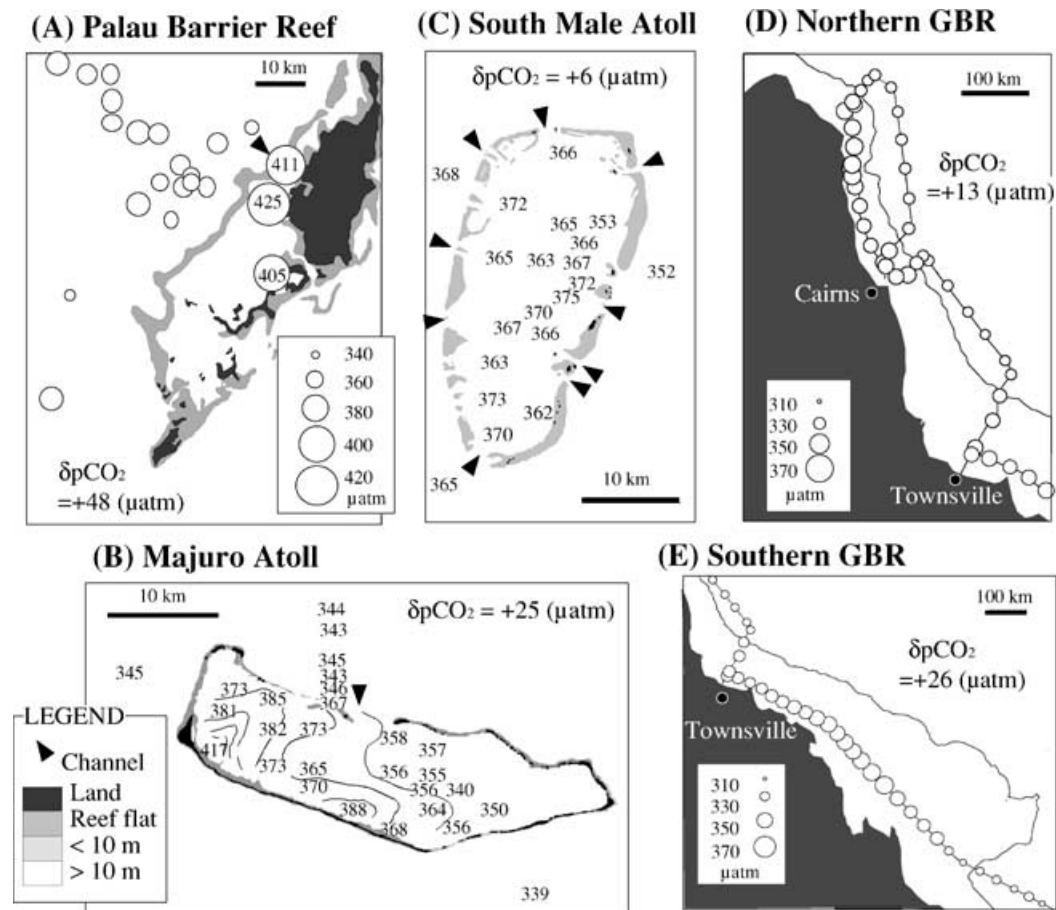 (A) Palau Barrier Reef
10 km
411
425
405
340
360
380
400
420
µatm
δpCO₂
=+48 (µatm)
(C) South Male Atoll
δpCO₂ = +6 (µatm)
366
368
372
365 353
366
365 363 367
352
372
375
370
367 366
363
373 362
370
365
10 km
(D) Northern GBR
100 km
δpCO₂
=+13 (µatm)
Cairns
310
330
350
370
µatm
Townsville
(B) Majuro Atoll
10 km
δpCO₂ = +25 (µatm)
344
343
345
345
343
346
367
373 385
381
382 373
417
373
365
370
388
368
358 357
356 355
356 340
364 350
356
339
LEGEND
Channel
Land
Reef flat
< 10 m
> 10 m
(E) Southern GBR
100 km
δpCO₂
=+26 (µatm)
Townsville
310
330
350
370
µatm